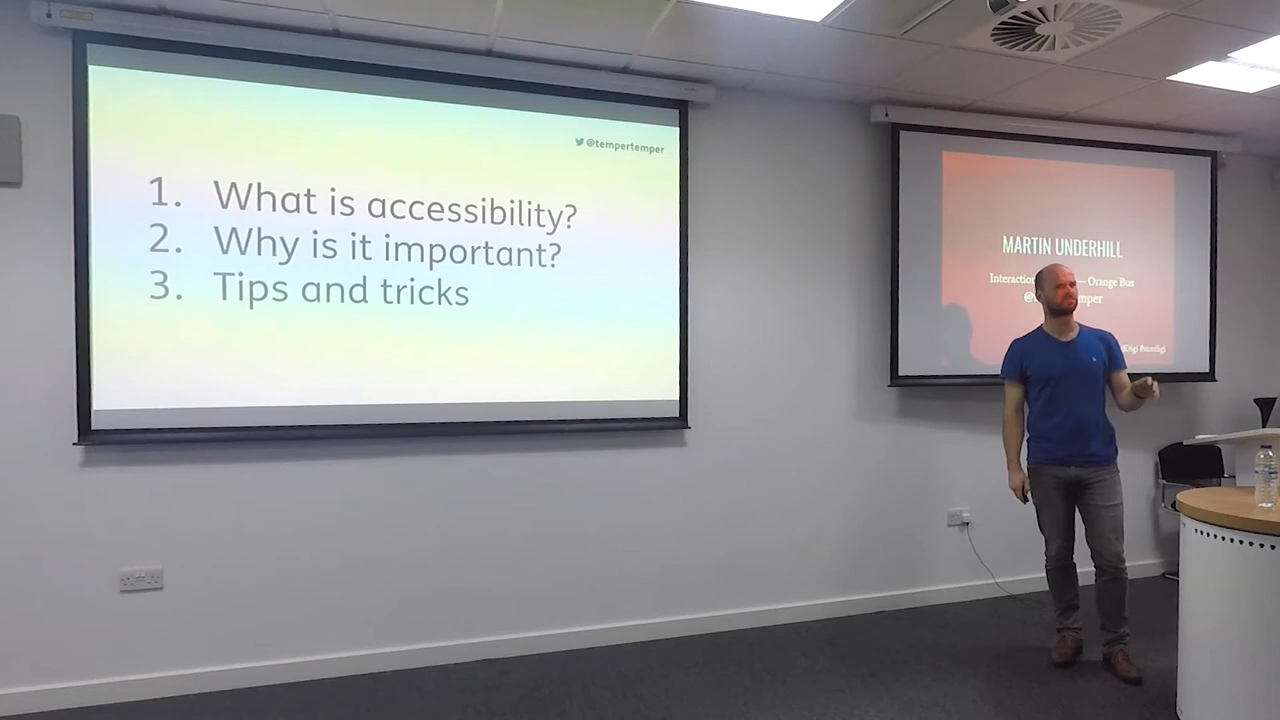 @tempertemper
1. What is accessibility?
2. Why is it important?
3. Tips and tricks
MARTIN UNDERHILL
Interaction — Orange Bus